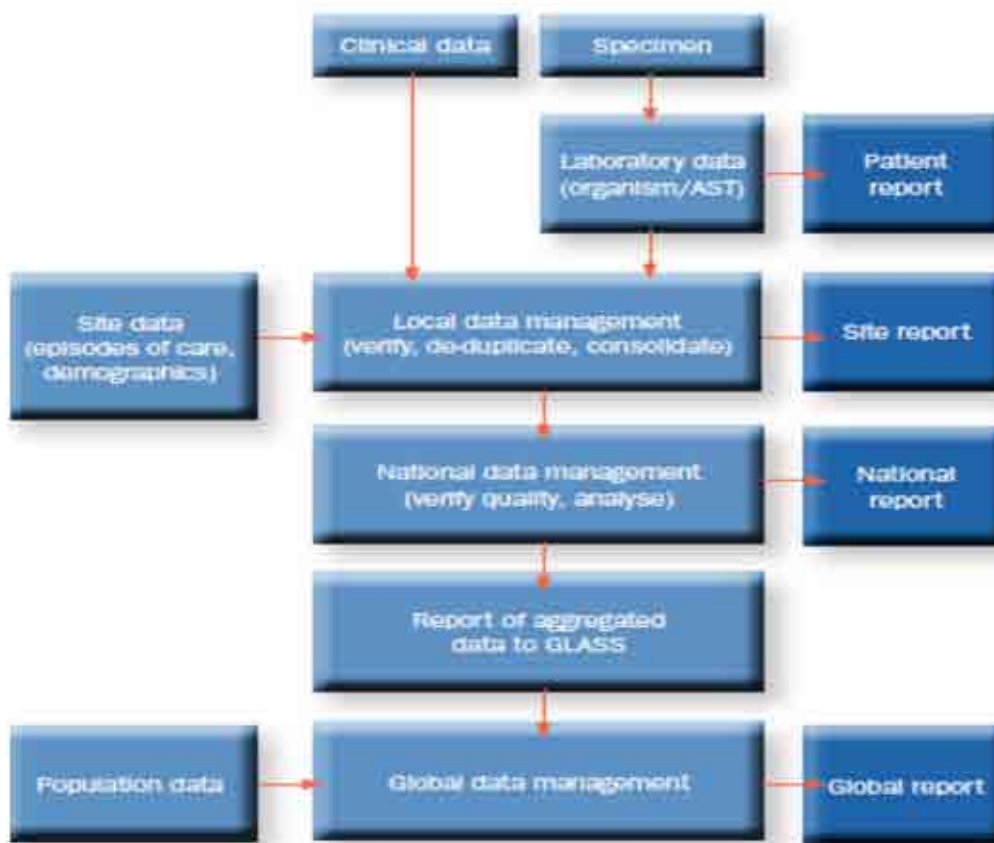 Clinical data
Specimen
Laboratory data
(organism/AST)
Patient
report
Site data
(episodes of care,
demographics)
Local data management
(verify, de-duplicate, consolidate)
Site report
National data management
(verify quality, analyse)
National
report
Report of aggregated
data to GLASS
Population data
Global data management
Global report